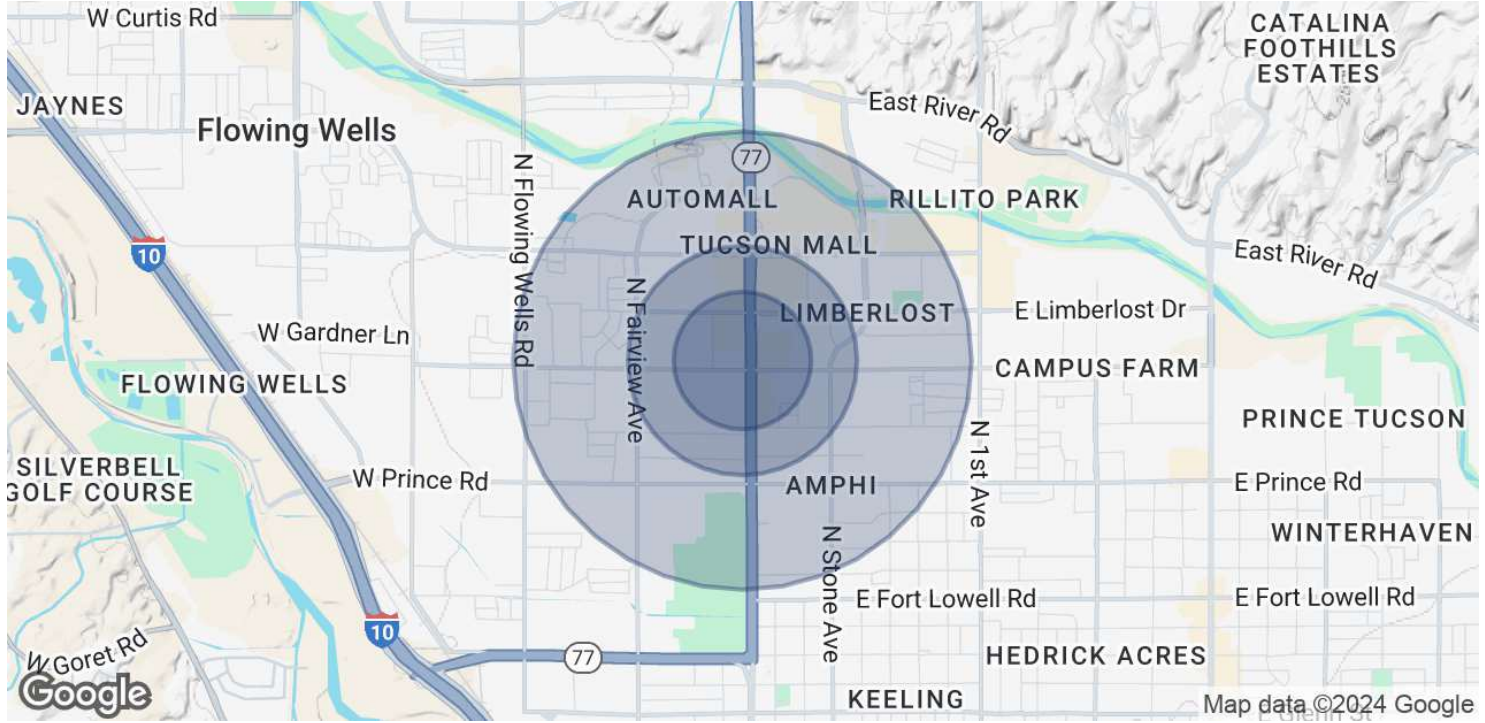 W Curtis Rd
CATALINA
FOOTHILLS
ESTATES
JAYNES
East River Rd
Flowing Wells
77
N Flowing Wells Rd
AUTOMALL
RILLITO PARK
TUCSON MALL
10
East River Rd
N Fairview Ave
LIMBERLOST
E Limberlost Dr
W Gardner Ln
CAMPUS FARM
FLOWING WELLS
PRINCE TUCSON
N 1st Ave
SILVERBELL
GOLF COURSE
W Prince Rd
AMPHI
E Prince Rd
WINTERHAVEN
N Stone Ave
E Fort Lowell Rd
E Fort Lowell Rd
10
W Goret Rd
77
HEDRICK ACRES
Google
KEELING
Map data ©2024 Google
E Glenn St